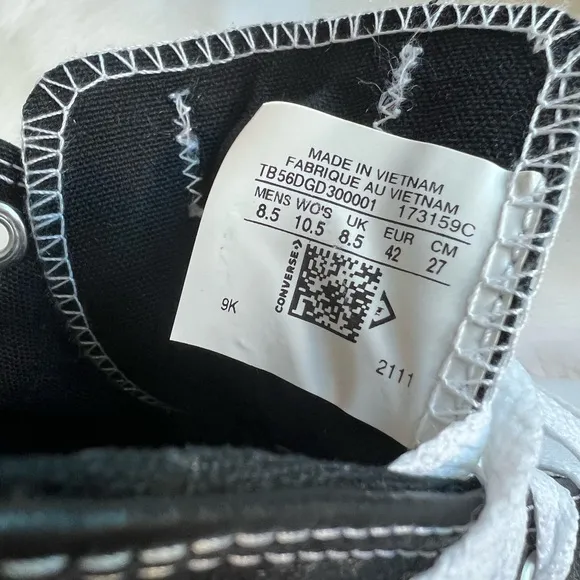 MADE IN VIETNAM
FABRIQUE AU VIETNAM
TB56DGD300001 173159C
MENS WO'S UK EUR CM
8.5 10.5 8.5 42 27
CONVERSE
9K
2111